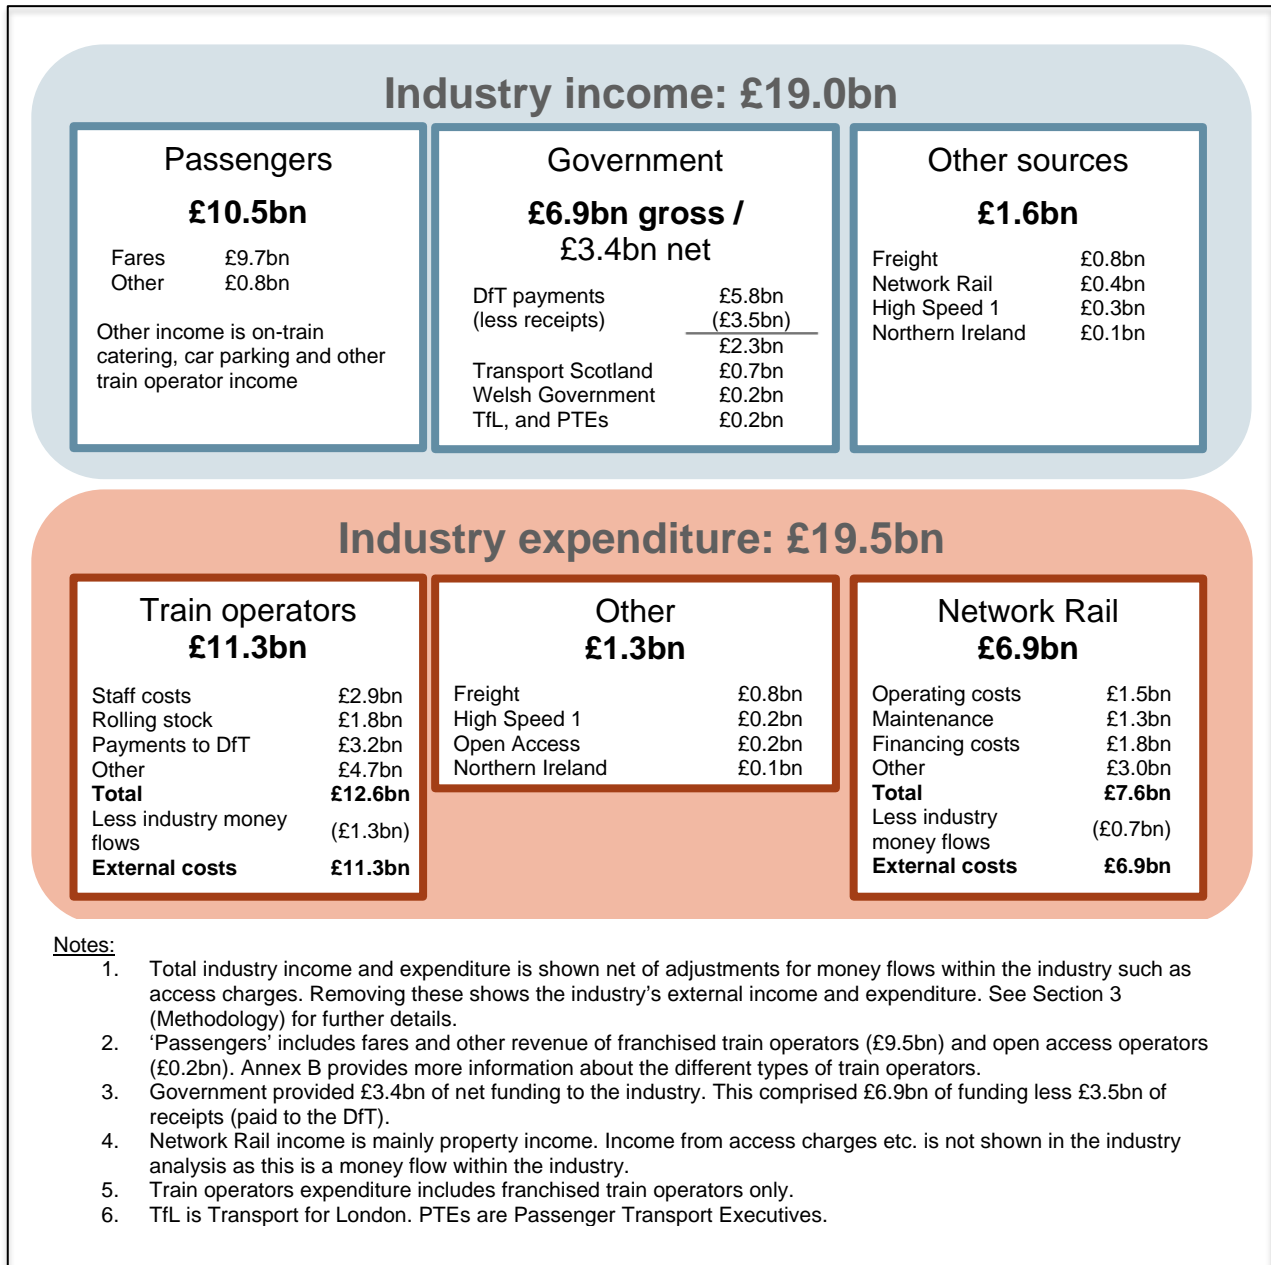 Industry income: £19.0bn
Passengers
£10.5bn
Fares £9.7bn
Other £0.8bn
Other income is on-train
catering, car parking and other
train operator income
Government
£6.9bn gross /
£3.4bn net
DfT payments £5.8bn
(less receipts) (£3.5bn)
£2.3bn
Transport Scotland £0.7bn
Welsh Government £0.2bn
TfL, and PTEs £0.2bn
Other sources
£1.6bn
Freight £0.8bn
Network Rail £0.4bn
High Speed 1 £0.3bn
Northern Ireland £0.1bn
Industry expenditure: £19.5bn
Train operators
£11.3bn
Staff costs £2.9bn
Rolling stock £1.8bn
Payments to DfT £3.2bn
Other £4.7bn
Total £12.6bn
Less industry money
flows (£1.3bn)
External costs £11.3bn
Other
£1.3bn
Freight £0.8bn
High Speed 1 £0.2bn
Open Access £0.2bn
Northern Ireland £0.1bn
Network Rail
£6.9bn
Operating costs £1.5bn
Maintenance £1.3bn
Financing costs £1.8bn
Other £3.0bn
Total £7.6bn
Less industry
money flows (£0.7bn)
External costs £6.9bn
Notes:
1. Total industry income and expenditure is shown net of adjustments for money flows within the industry such as
access charges. Removing these shows the industry's external income and expenditure. See Section 3
(Methodology) for further details.
2. ‘Passengers’ includes fares and other revenue of franchised train operators (£9.5bn) and open access operators
(£0.2bn). Annex B provides more information about the different types of train operators.
3. Government provided £3.4bn of net funding to the industry. This comprised £6.9bn of funding less £3.5bn of
receipts (paid to the DfT).
4. Network Rail income is mainly property income. Income from access charges etc. is not shown in the industry
analysis as this is a money flow within the industry.
5. Train operators expenditure includes franchised train operators only.
6. TfL is Transport for London. PTEs are Passenger Transport Executives.